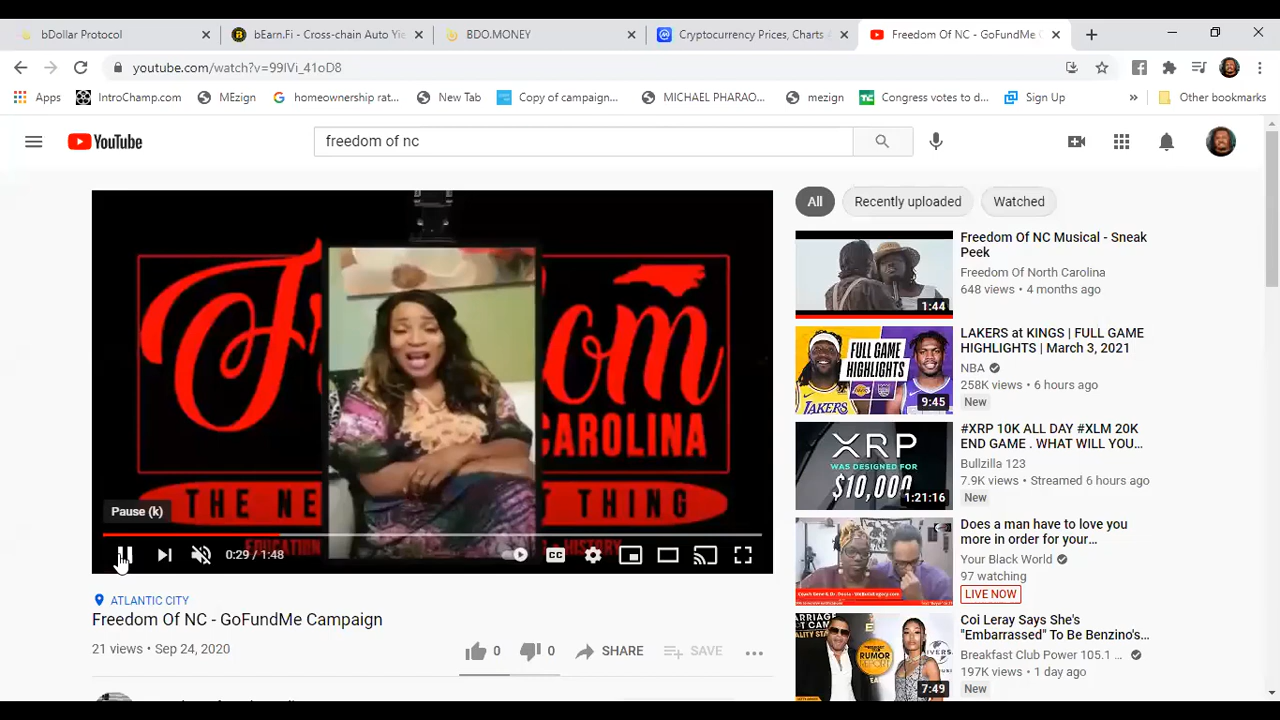 bDollar Protocol
bEarn.Fi - Cross-chain Auto Yie
BDO.MONEY
Cryptocurrency Prices, Charts
Freedom Of NC - GoFundMe C
youtube.com/watch?v=99lVi_41oD8
Apps
IntroChamp.com
MEzign
homeownership rat...
New Tab
Copy of campaign...
MICHAEL PHARAO...
mezign
Congress votes to d...
Sign Up
Other bookmarks
YouTube
freedom of nc
All
Recently uploaded
Watched
CAROLINA
THE NE
T THING
Pause (k)
0:29 / 1:48
CC
ATLANTIC CITY
Freedom Of NC - GoFundMe Campaign
21 views • Sep 24, 2020
0
0
SHARE
SAVE
Freedom Of NC Musical - Sneak
Peek
Freedom Of North Carolina
648 views • 4 months ago
1:44
LAKERS at KINGS | FULL GAME
HIGHLIGHTS | March 3, 2021
NBA
258K views • 6 hours ago
New
FULL GAME
HIGHLIGHTS
9:45
#XRP 10K ALL DAY #XLM 20K
END GAME . WHAT WILL YOU...
Bullzilla 123
7.9K views • Streamed 6 hours ago
New
XRP
WAS DESIGNED FOR
$10,000
1:21:16
Does a man have to love you
more in order for your...
Your Black World
97 watching
LIVE NOW
Coi Leray Says She's
"Embarrassed" To Be Benzino's...
Breakfast Club Power 105.1 ...
197K views • 1 day ago
New
RUMOR
REPORT
7:49